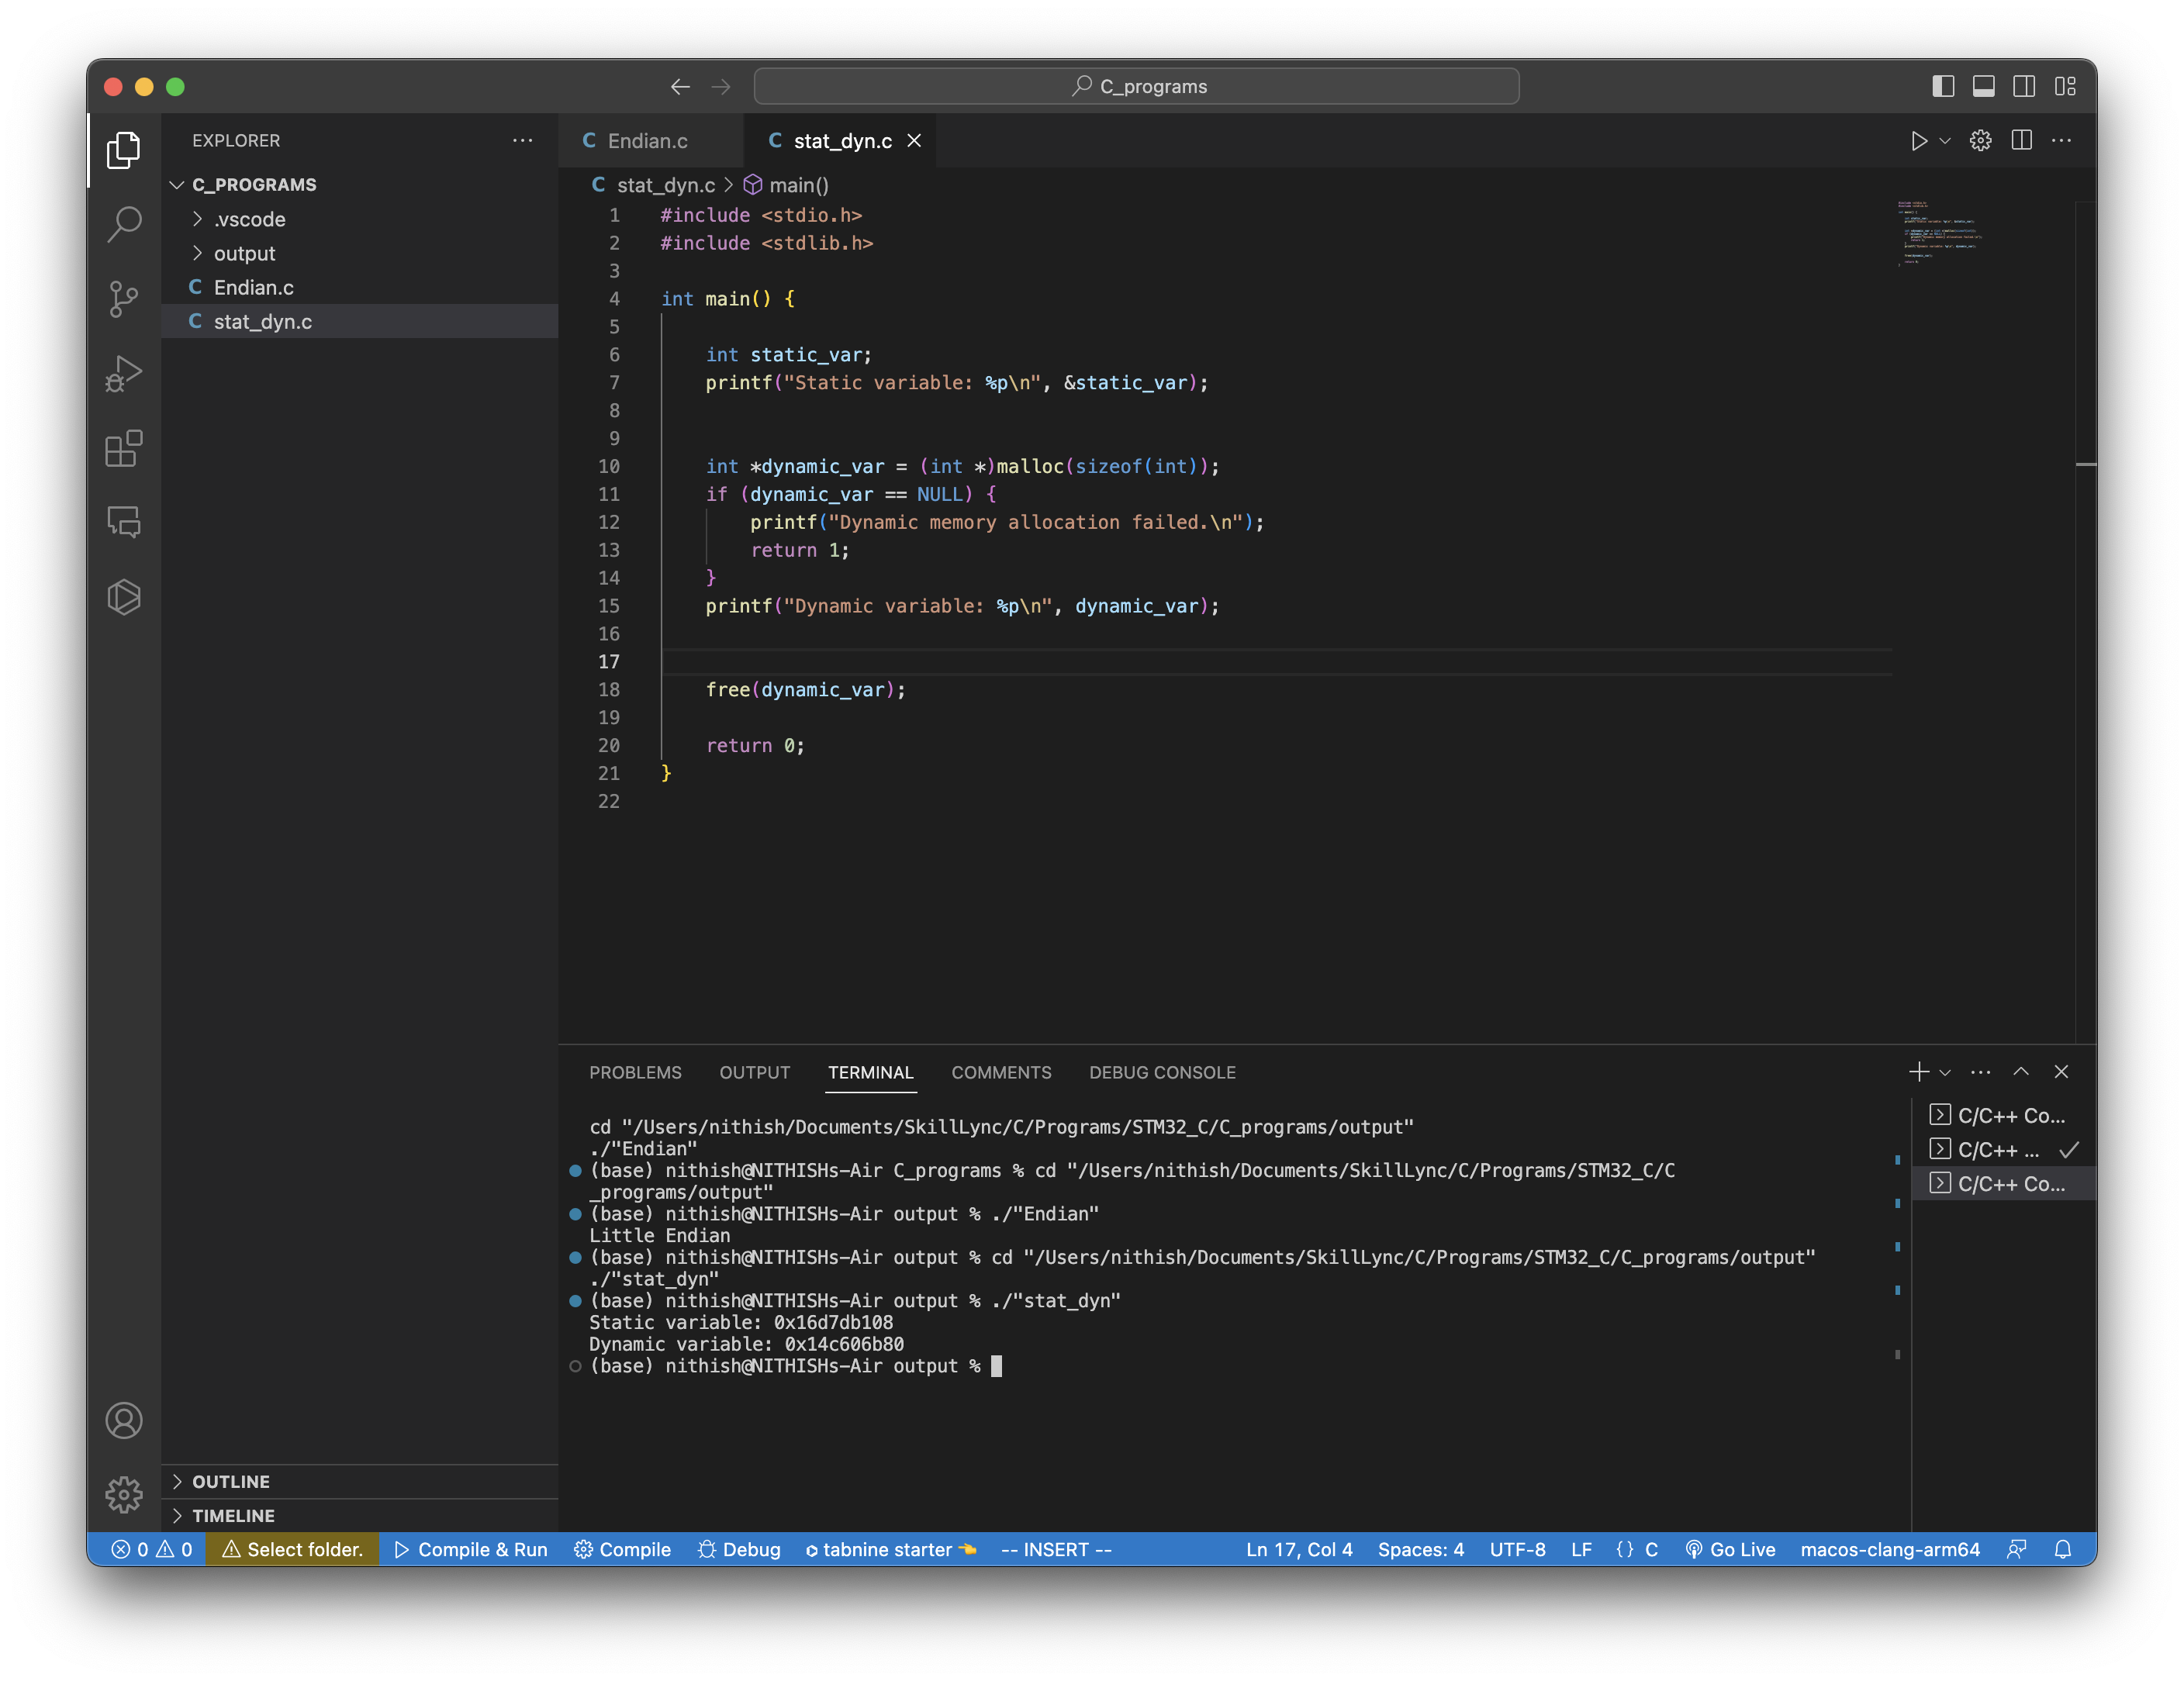 C_programs
EXPLORER
C_PROGRAMS
.vscode
output
C Endian.c
C stat_dyn.c
C Endian.c
C stat_dyn.c
C stat_dyn.c > main()
1 #include <stdio.h>
2 #include <stdlib.h>
3
4 int main() {
5
6 int static_var;
7 printf("Static variable: %p\n", &static_var);
8
9
10 int *dynamic_var = (int *)malloc(sizeof(int));
11 if (dynamic_var == NULL) {
12 printf("Dynamic memory allocation failed.\n");
13 return 1;
14 }
15 printf("Dynamic variable: %p\n", dynamic_var);
16
17
18 free(dynamic_var);
19
20 return 0;
21 }
22
PROBLEMS OUTPUT TERMINAL COMMENTS DEBUG CONSOLE
cd "/Users/nithish/Documents/SkillLync/C/Programs/STM32_C/C_programs/output"
./"Endian"
(base) nithish@NITHISHs-Air C_programs % cd "/Users/nithish/Documents/SkillLync/C/Programs/STM32_C/C
_programs/output"
(base) nithish@NITHISHs-Air output % ./"Endian"
Little Endian
(base) nithish@NITHISHs-Air output % cd "/Users/nithish/Documents/SkillLync/C/Programs/STM32_C/C_programs/output"
./"stat_dyn"
(base) nithish@NITHISHs-Air output % ./"stat_dyn"
Static variable: 0x16d7db108
Dynamic variable: 0x14c606b80
(base) nithish@NITHISHs-Air output %
C/C++ Co...
C/C++ ...
C/C++ Co...
OUTLINE
TIMELINE
0 0 Select folder. Compile & Run Compile Debug tabnine starter -- INSERT -- Ln 17, Col 4 Spaces: 4 UTF-8 LF {} C Go Live macos-clang-arm64